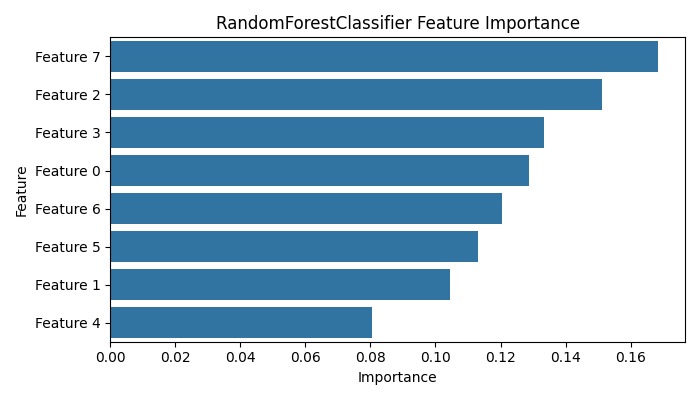 RandomForestClassifier Feature Importance
Feature
Feature 7
Feature 2
Feature 3
Feature 0
Feature 6
Feature 5
Feature 1
Feature 4
0.00 0.02 0.04 0.06 0.08 0.10 0.12 0.14 0.16
Importance